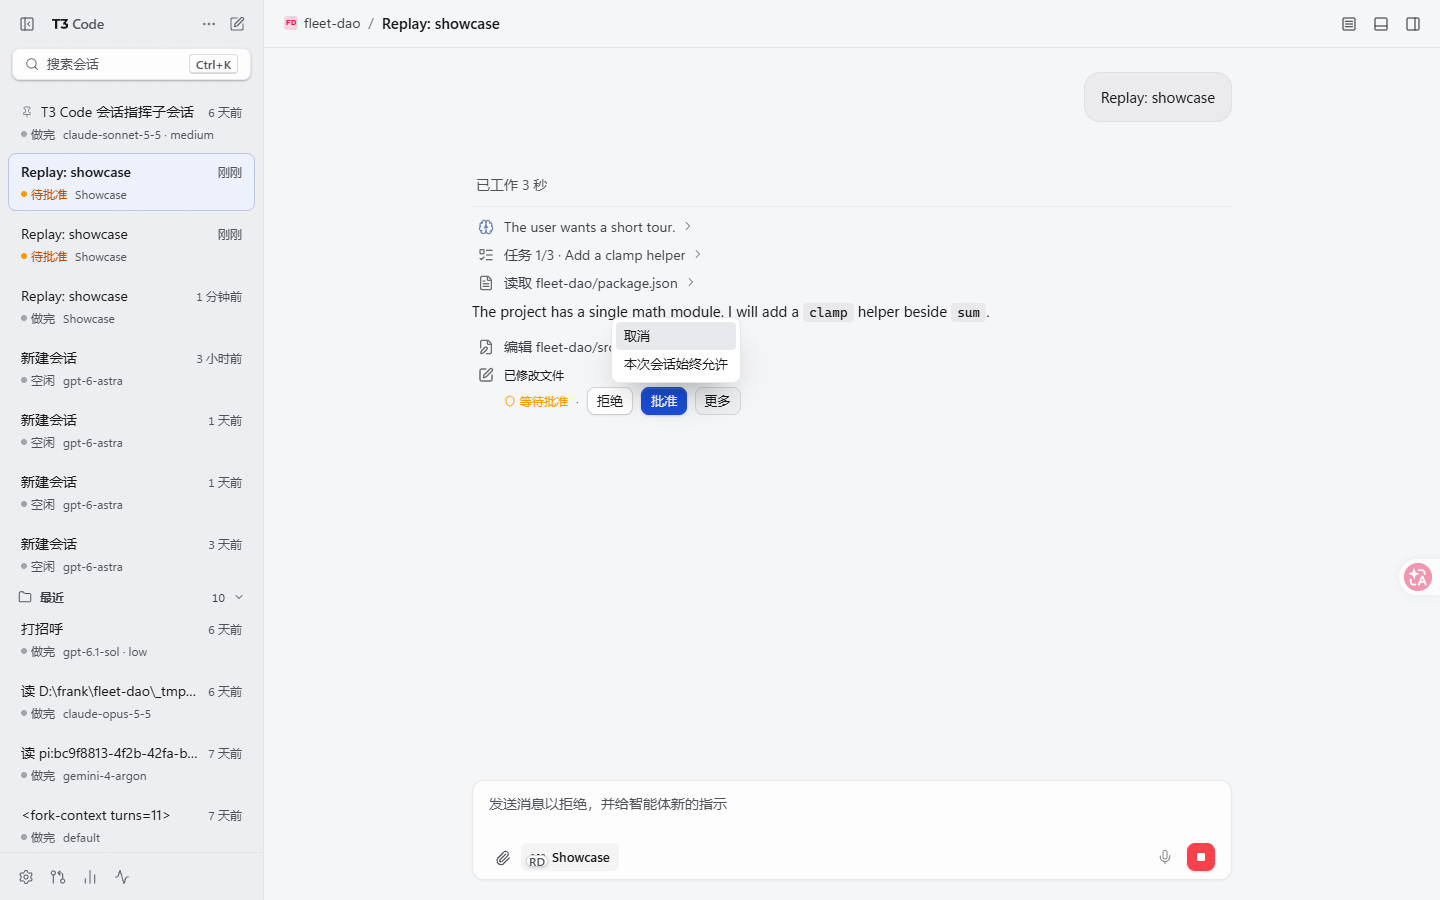 T3 Code
搜索会话 Ctrl+K
T3 Code 会话指挥子会话 6 天前
做完 claude-sonnet-5-5 · medium
Replay: showcase 刚刚
待批准 Showcase
Replay: showcase 刚刚
待批准 Showcase
Replay: showcase 1 分钟前
做完 Showcase
新建会话 3 小时前
空闲 gpt-6-astra
新建会话 1 天前
空闲 gpt-6-astra
新建会话 1 天前
空闲 gpt-6-astra
新建会话 3 天前
空闲 gpt-6-astra
最近 10
打招呼 6 天前
做完 gpt-6.1-sol · low
读 D:\frank\fleet-dao\_tmp... 6 天前
做完 claude-opus-5-5
读 pi:bc9f8813-4f2b-42fa-b... 7 天前
做完 gemini-4-argon
<fork-context turns=11> 7 天前
做完 default
FD fleet-dao / Replay: showcase
Replay: showcase
已工作 3 秒
The user wants a short tour.
任务 1/3 · Add a clamp helper
读取 fleet-dao/package.json
The project has a single math module. I will add a clamp helper beside sum.
编辑 fleet-dao/src
取消
本次会话始终允许
已修改文件
等待批准 · 拒绝 批准 更多
发送消息以拒绝，并给智能体新的指示
RD Showcase